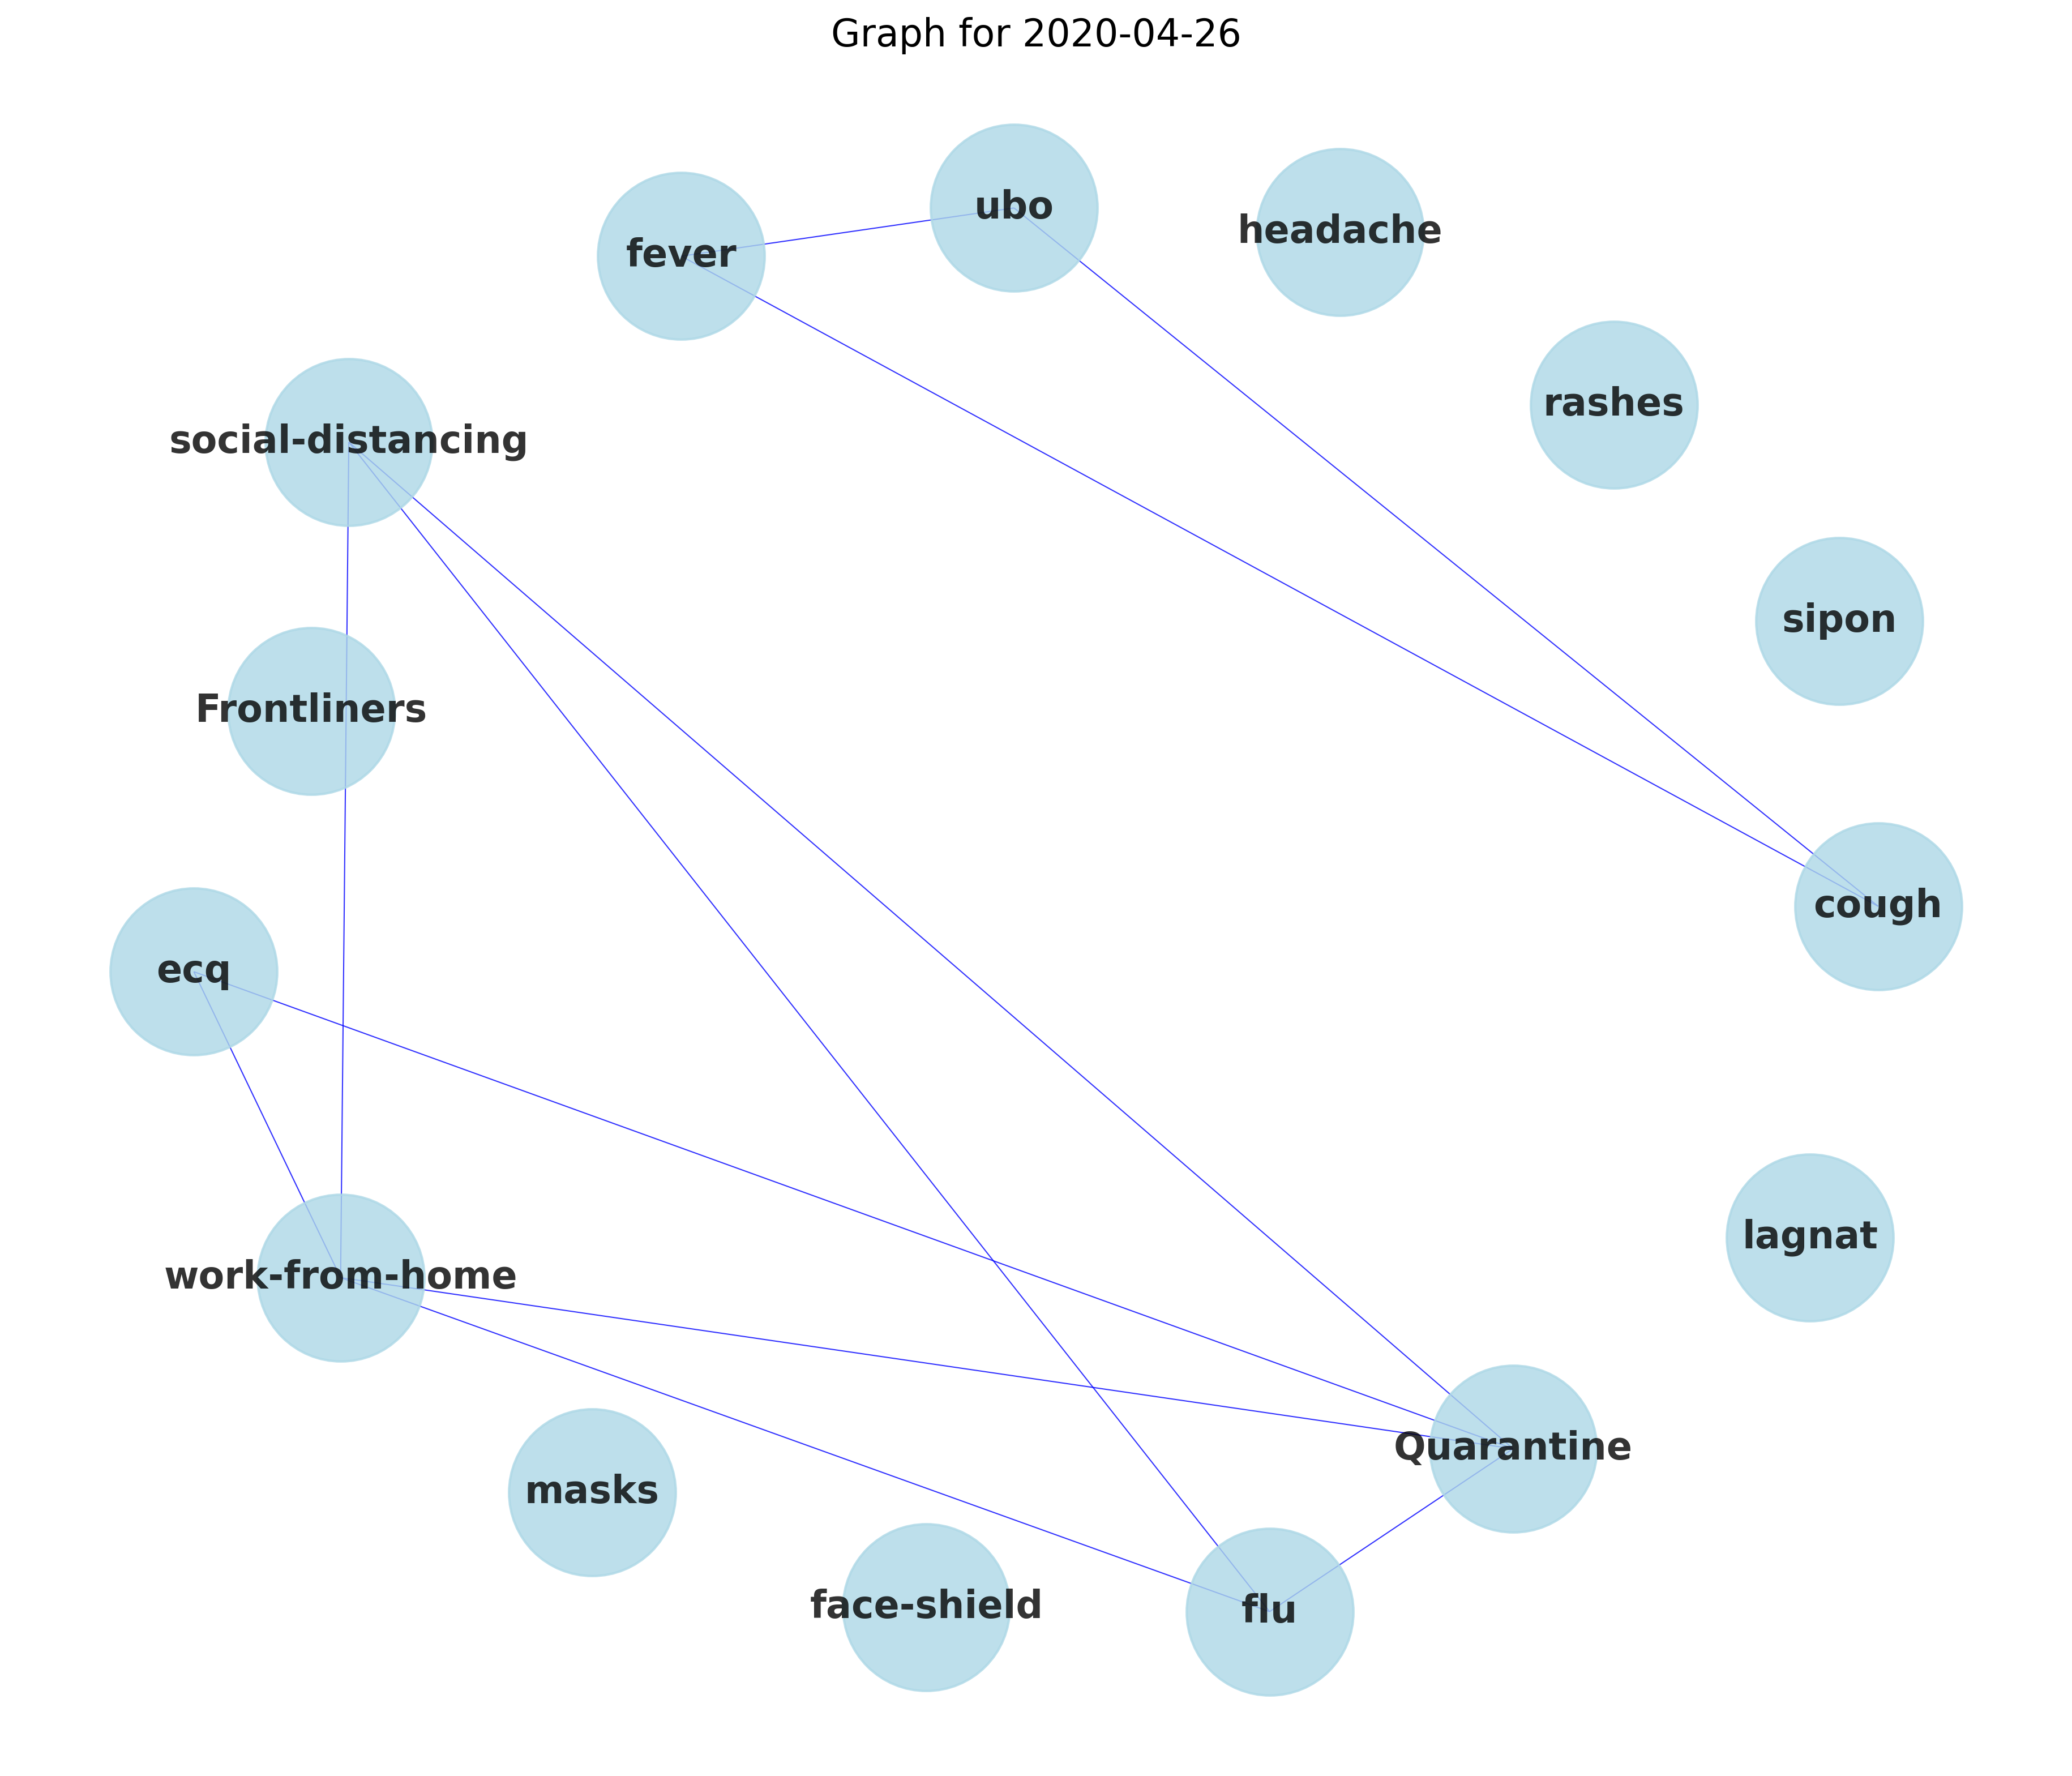 Graph for 2020-04-26
ubo
headache
fever
rashes
social-distancing
sipon
Frontliners
cough
ecq
lagnat
work-from-home
Quarantine
masks
face-shield
flu